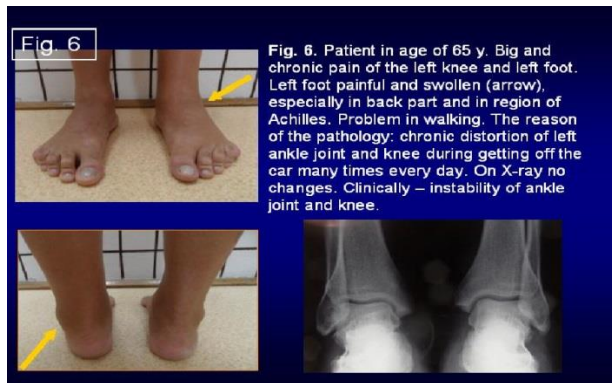 Fig. 6
Fig. 6. Patient in age of 65 y. Big and
chronic pain of the left knee and left foot.
Left foot painful and swollen (arrow),
especially in back part and in region of
Achilles. Problem in walking. The reason
of the pathology: chronic distortion of left
ankle joint and knee during getting off the
car many times every day. On X-ray no
changes. Clinically – instability of ankle
joint and knee.